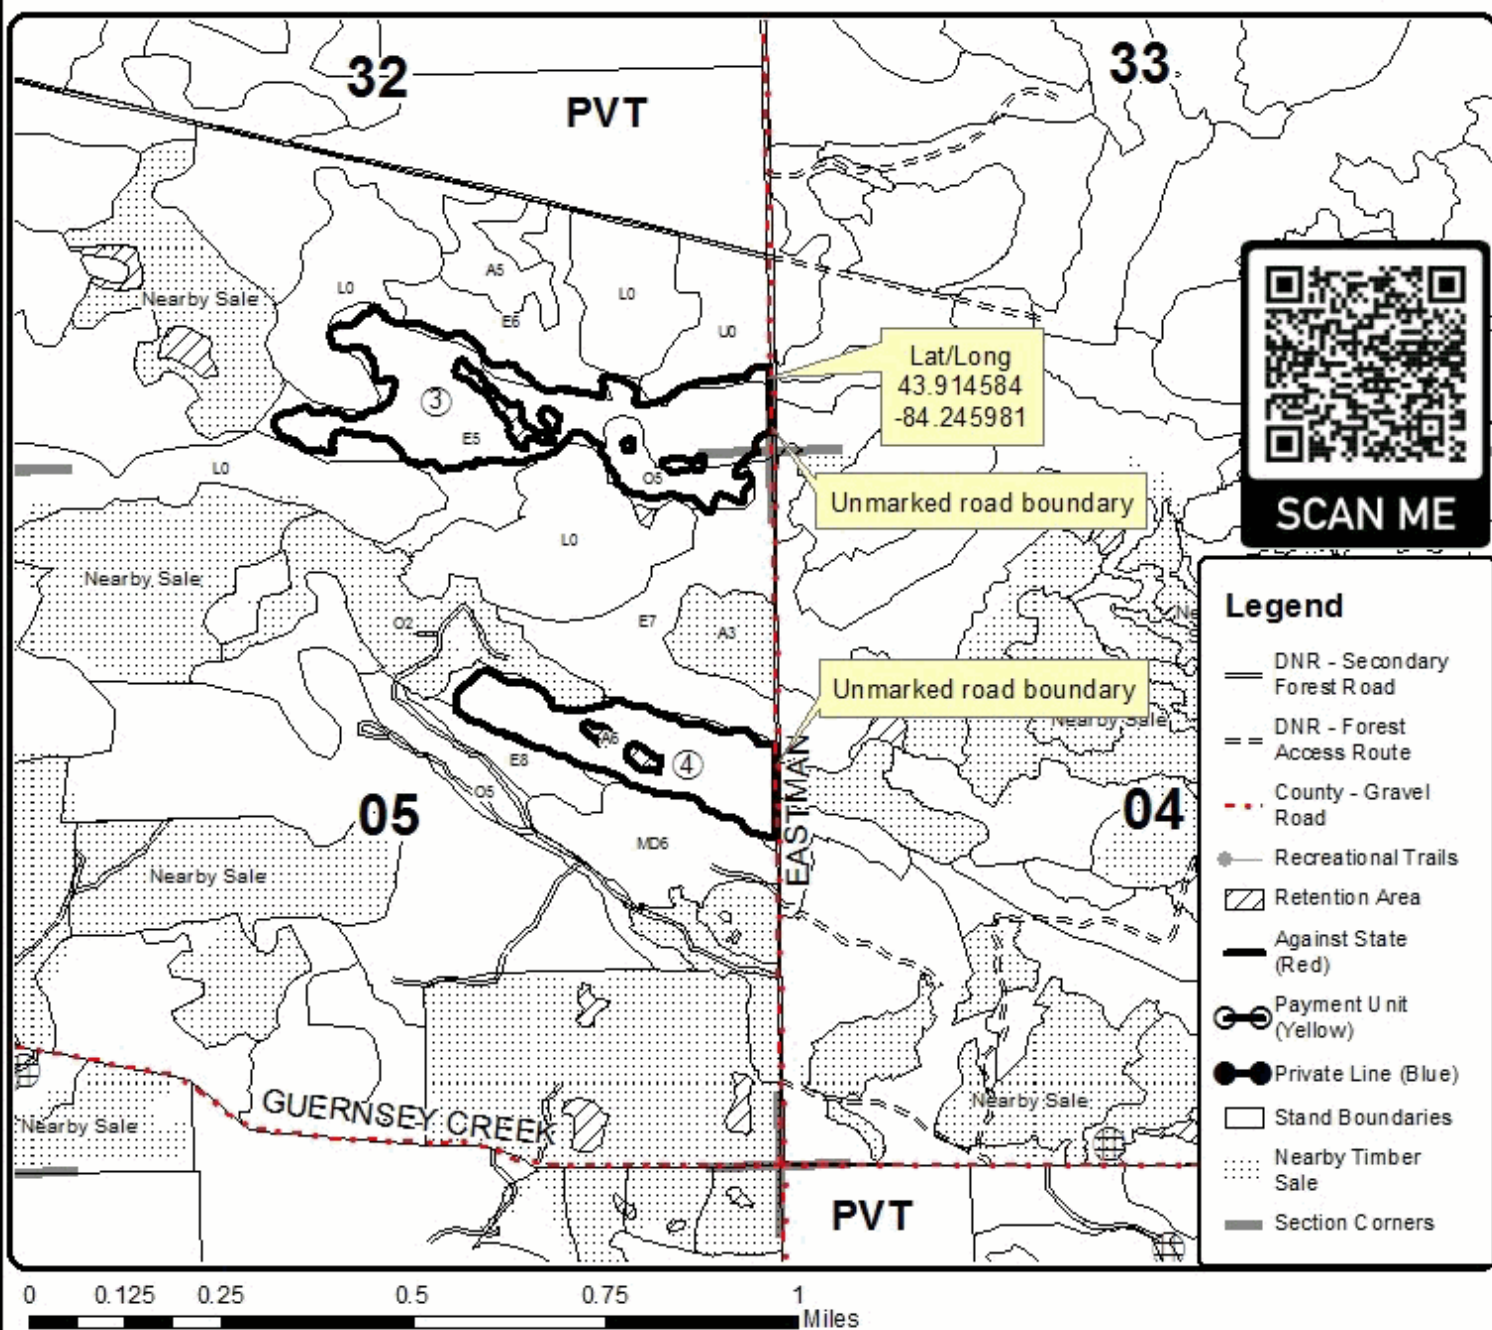 32
33
PVT
A5
L0
L0
Nearby Sale
E6
U0
Lat/Long
43.914584
-84.245981
3
E5
L0
O5
Unmarked road boundary
SCAN ME
L0
Nearby Sale
O2
E7
A3
Unmarked road boundary
Nearby Sale
A6
E8
4
O5
EASTMAN
05
04
MD6
Nearby Sale
GUERNSEY CREEK
Nearby Sale
Nearby Sale
PVT
Legend
DNR - Secondary
Forest Road
DNR - Forest
Access Route
County - Gravel
Road
Recreational Trails
Retention Area
Against State
(Red)
Payment Unit
(Yellow)
Private Line (Blue)
Stand Boundaries
Nearby Timber
Sale
Section Corners
0 0.125 0.25 0.5 0.75 1
Miles